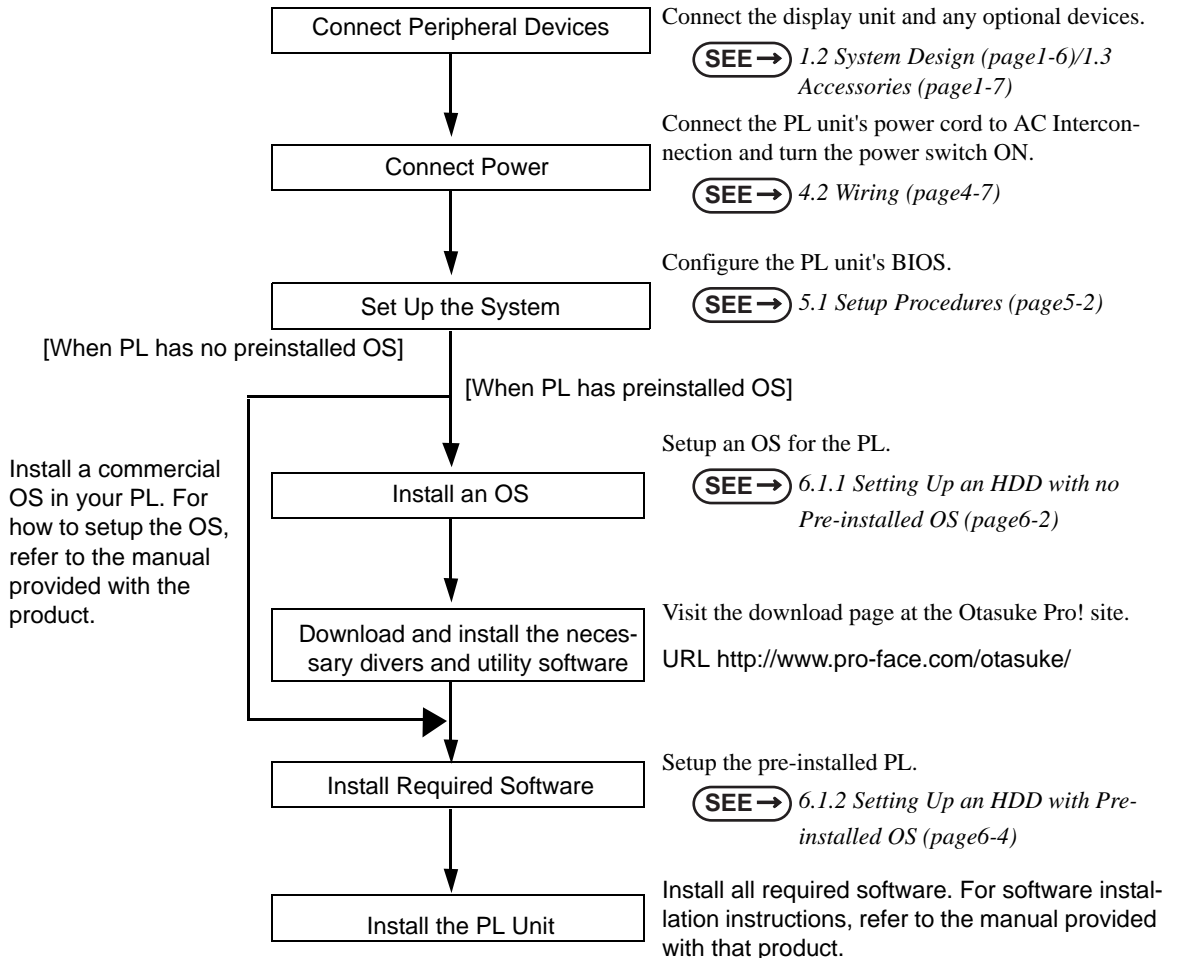 Connect Peripheral Devices
Connect the display unit and any optional devices.
SEE → 1.2 System Design (page1-6)/1.3
Accessories (page1-7)
Connect Power
Connect the PL unit's power cord to AC Intercon-
nection and turn the power switch ON.
SEE → 4.2 Wiring (page4-7)
Set Up the System
Configure the PL unit's BIOS.
SEE → 5.1 Setup Procedures (page5-2)
[When PL has no preinstalled OS]
[When PL has preinstalled OS]
Install a commercial
OS in your PL. For
how to setup the OS,
refer to the manual
provided with the
product.
Install an OS
Setup an OS for the PL.
SEE → 6.1.1 Setting Up an HDD with no
Pre-installed OS (page6-2)
Download and install the neces-
sary divers and utility software
Visit the download page at the Otasuke Pro! site.
URL http://www.pro-face.com/otasuke/
Install Required Software
Setup the pre-installed PL.
SEE → 6.1.2 Setting Up an HDD with Pre-
installed OS (page6-4)
Install the PL Unit
Install all required software. For software instal-
lation instructions, refer to the manual provided
with that product.